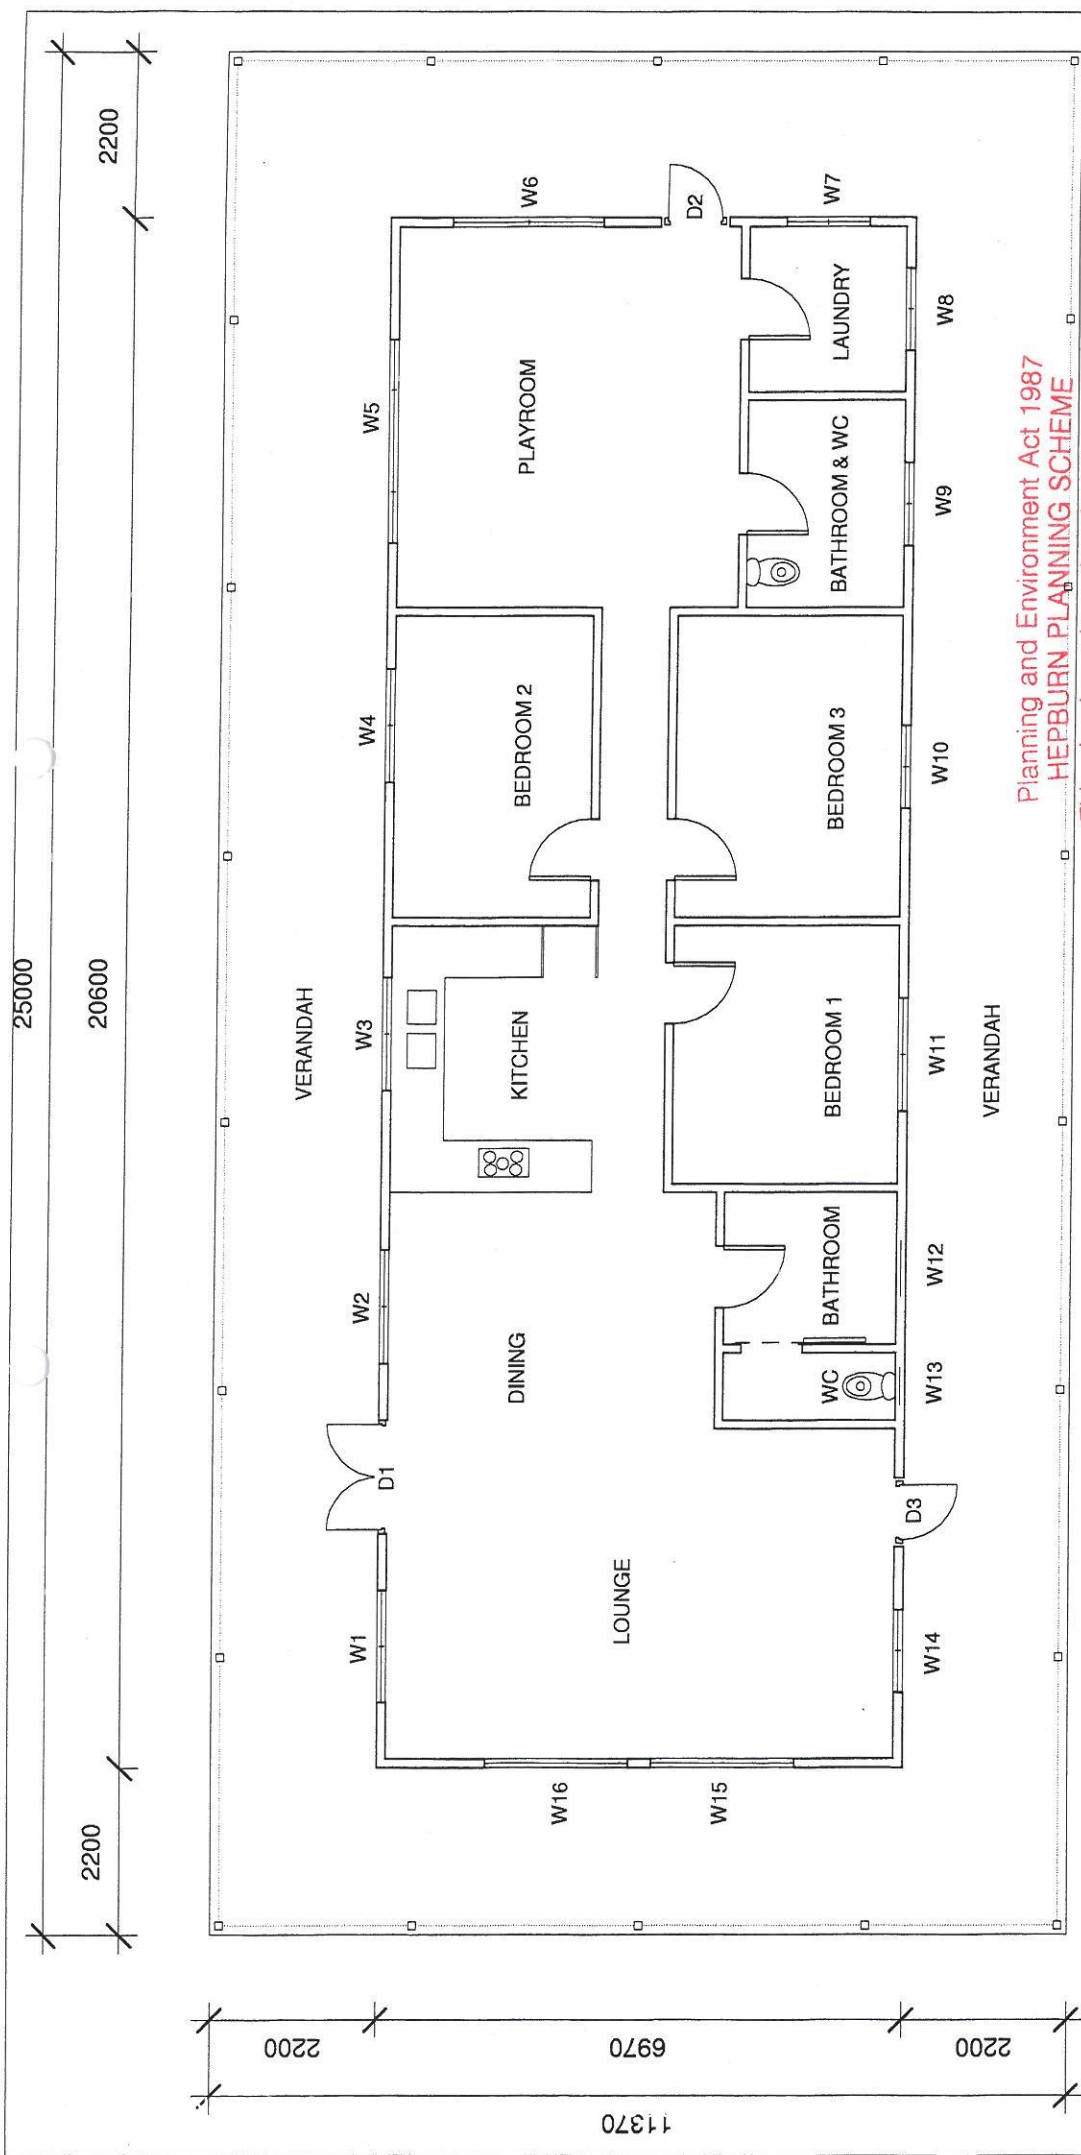 25000
2200
20600
2200
VERANDAH
W1
D1
W2
W3
W4
W5
W16
W15
LOUNGE
DINING
KITCHEN
BEDROOM 2
PLAYROOM
W6
D2
W7
WC
BATHROOM
BEDROOM 1
BEDROOM 3
BATHROOM & WC
LAUNDRY
W14
D3
W13
W12
W11
W10
W9
W8
VERANDAH
2200
6970
2200
11370
Planning and Environment Act 1987
HEPBURN PLANNING SCHEME